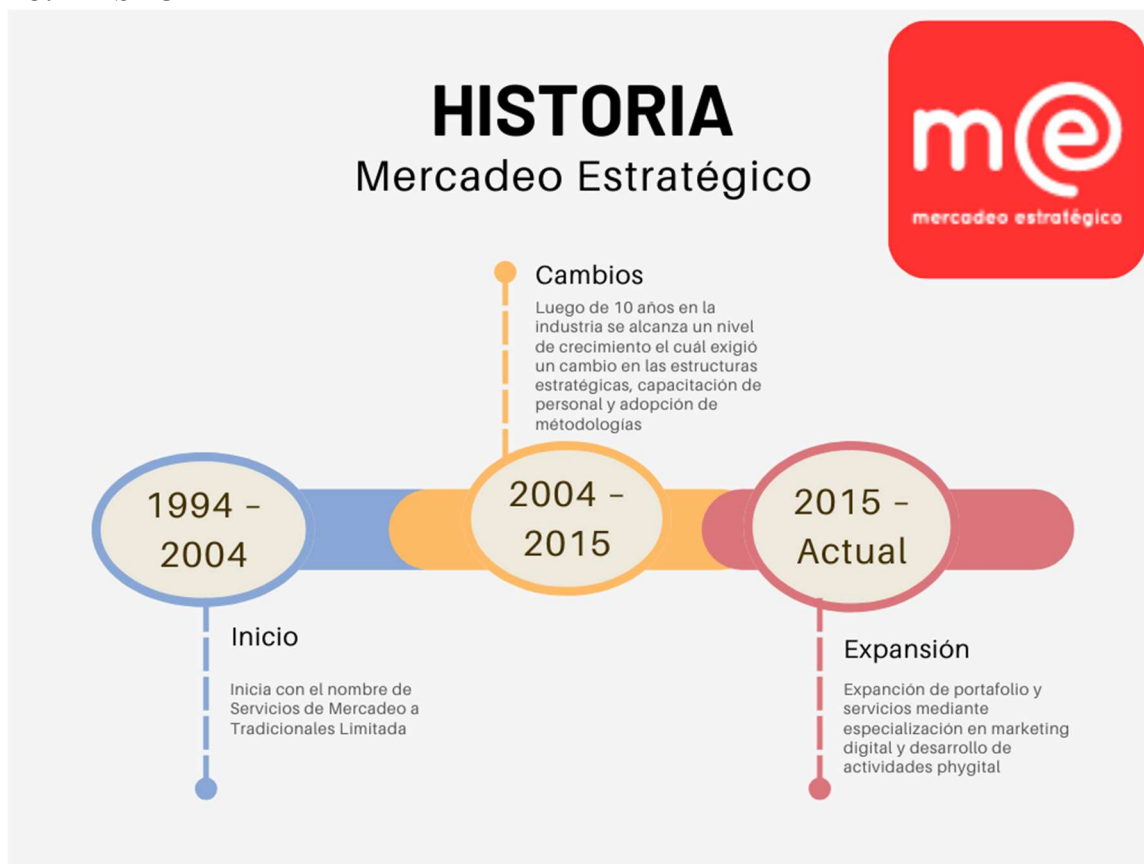 HISTORIA
Mercadeo Estratégico
m@
mercadeo estratégico
Cambios
Luego de 10 años en la
industria se alcanza un nivel
de crecimiento el cuál exigió
un cambio en las estructuras
estratégicas, capacitación de
personal y adopción de
métodologías
1994 –
2004
2004 –
2015
2015 –
Actual
Inicio
Inicia con el nombre de
Servicios de Mercadeo a
Tradicionales Limitada
Expansión
Expanción de portafolio y
servicios mediante
especialización en marketing
digital y desarrollo de
actividades phygital